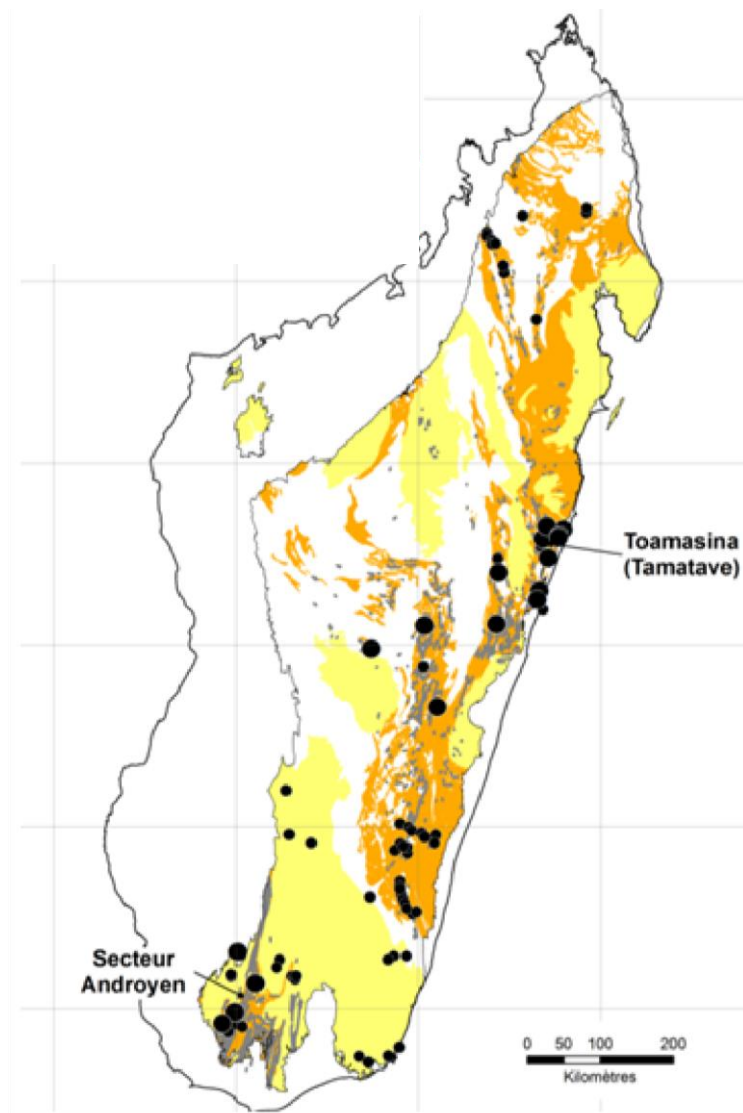 Toamasina
(Tamatave)
Secteur
Androyen
0 50 100 200
Kilomètres